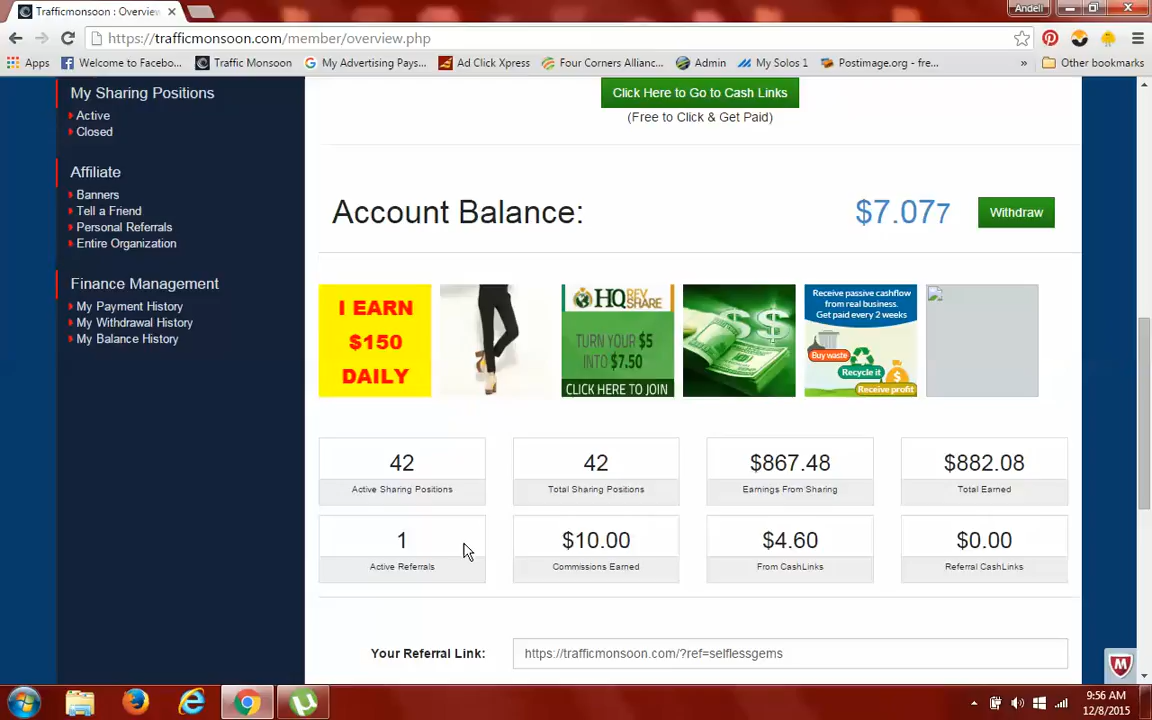 Trafficmonsoon : Overview
Andell
https://trafficmonsoon.com/member/overview.php
Apps
Welcome to Facebo...
Traffic Monsoon
My Advertising Pays...
Ad Click Xpress
Four Corners Allianc...
Admin
My Solos 1
Postimage.org - fre...
»
Other bookmarks
My Sharing Positions
Active
Closed
Affiliate
Banners
Tell a Friend
Personal Referrals
Entire Organization
Finance Management
My Payment History
My Withdrawal History
My Balance History
Click Here to Go to Cash Links
(Free to Click & Get Paid)
Account Balance:
$7.077
Withdraw
I EARN
$150
DAILY
HQ REV
SHARE
TURN YOUR $5
INTO $7.50
CLICK HERE TO JOIN
Receive passive cashflow
from real business.
Get paid every 2 weeks
Buy waste
Recycle it
Receive profit
42
Active Sharing Positions
42
Total Sharing Positions
$867.48
Earnings From Sharing
$882.08
Total Earned
1
Active Referrals
$10.00
Commissions Earned
$4.60
From CashLinks
$0.00
Referral CashLinks
Your Referral Link:
https://trafficmonsoon.com/?ref=selflessgems
9:56 AM
12/8/2015